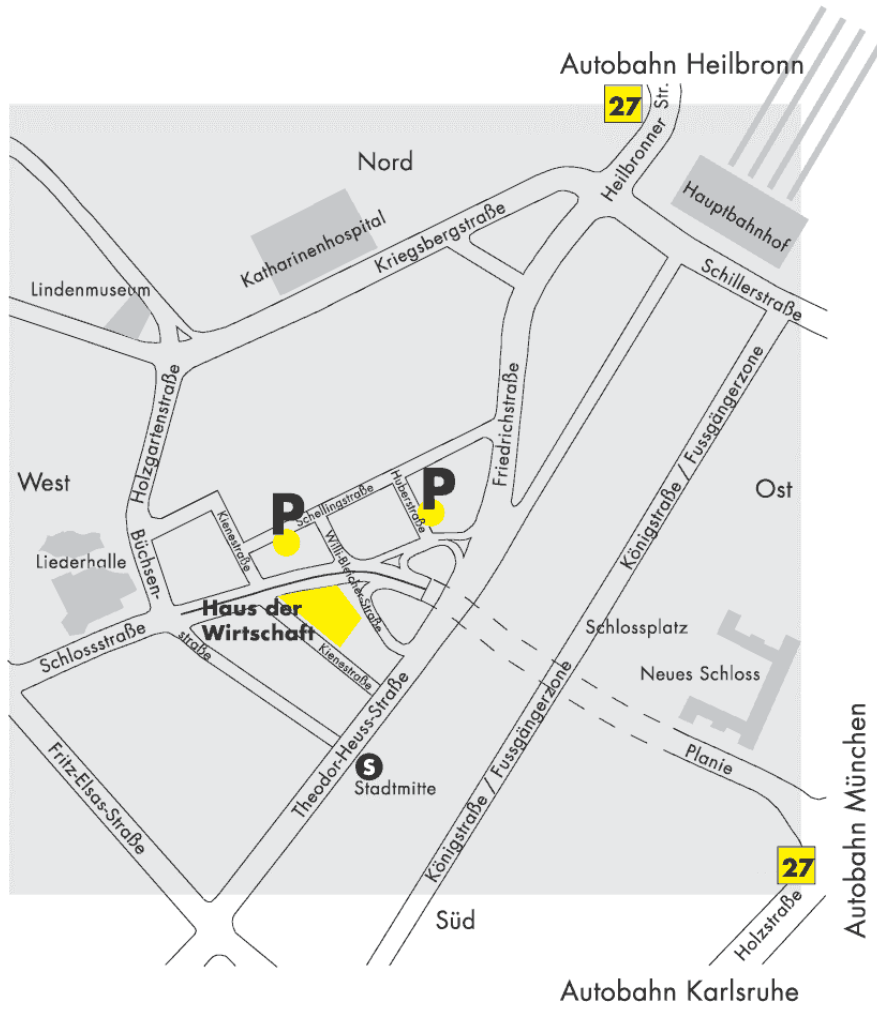 Autobahn Heilbronn
27
Heilbronner Str.
Nord
Hauptbahnhof
Katharinenhospital
Kriegsbergstraße
Schillerstraße
Lindenmuseum
Holzgartenstraße
Friedrichstraße
Königstraße / Fussgängerzone
West
Ost
P
P
Schellingstraße
Huberstraße
Kienestraße
Willi-Bleicher-Straße
Liederhalle
Büchsen-
straße
Haus der
Wirtschaft
Schlossstraße
Kienestraße
Schlossplatz
Neues Schloss
Theodor-Heuss-Straße
Planie
S
Stadtmitte
Fritz-Elsas-Straße
Königstraße / Fussgängerzone
Autobahn München
27
Holzstraße
Süd
Autobahn Karlsruhe